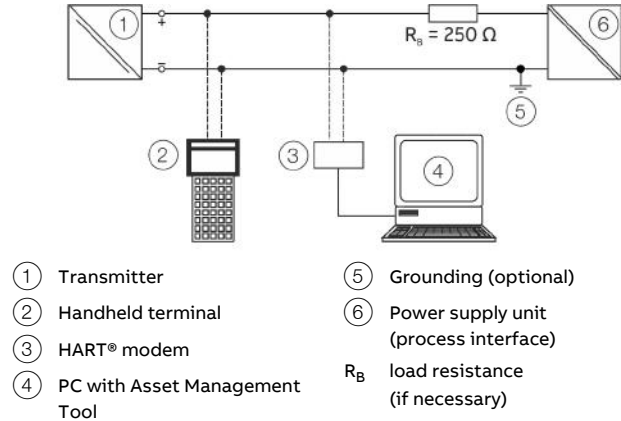 1
+
–
R_B = 250 Ω
6
5
2
3
4
1 Transmitter
2 Handheld terminal
3 HART® modem
4 PC with Asset Management
Tool
5 Grounding (optional)
6 Power supply unit
(process interface)
R_B load resistance
(if necessary)